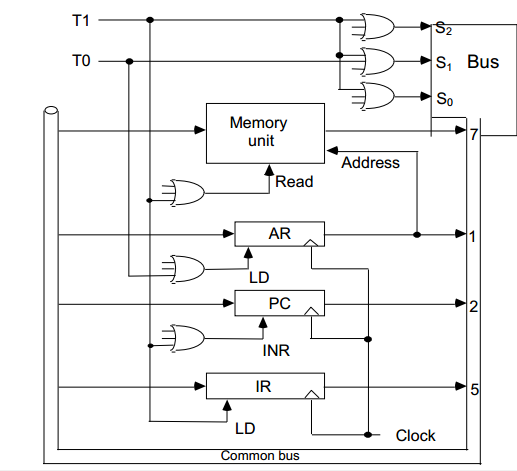 T1
S2
T0
S1 Bus
S0
Memory
unit
7
Address
Read
AR
1
LD
PC
2
INR
IR
5
LD
Clock
Common bus